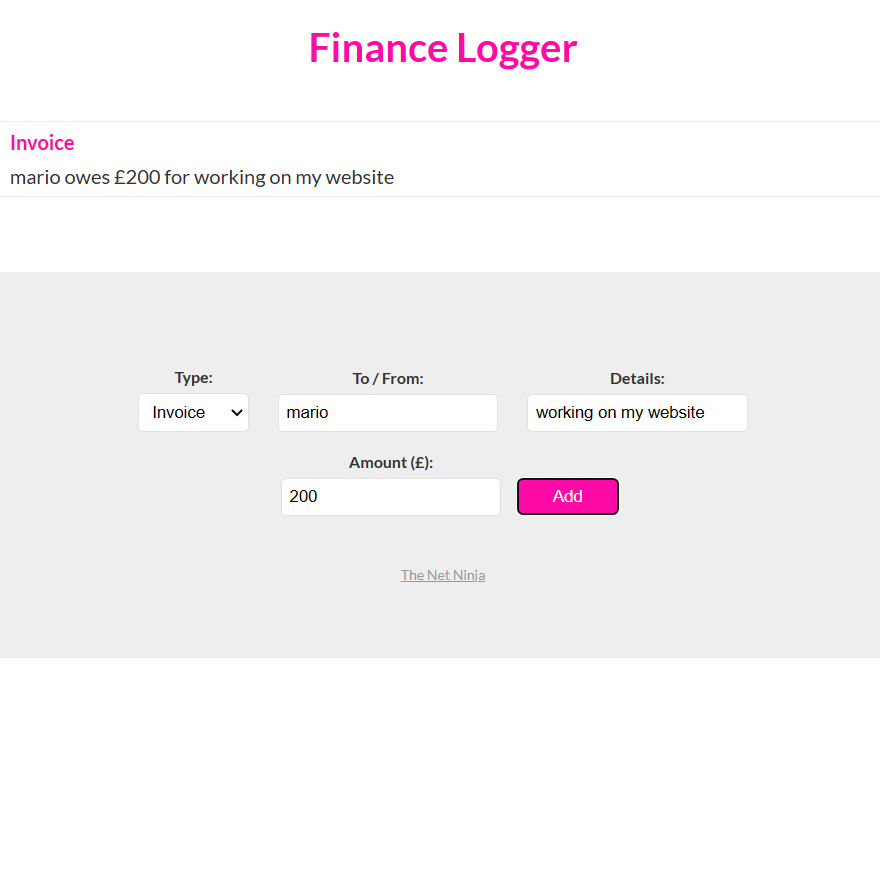 Finance Logger
Invoice
mario owes £200 for working on my website
Type: To / From: Details:
Invoice mario working on my website
Amount (£):
200 Add
The Net Ninja